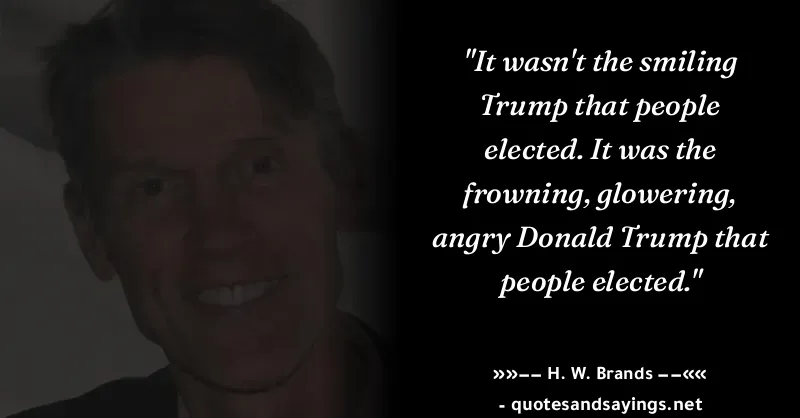 "It wasn't the smiling
Trump that people
elected. It was the
frowning, glowering,
angry Donald Trump that
people elected."
»»−− H. W. Brands −−««
- quotesandsayings.net